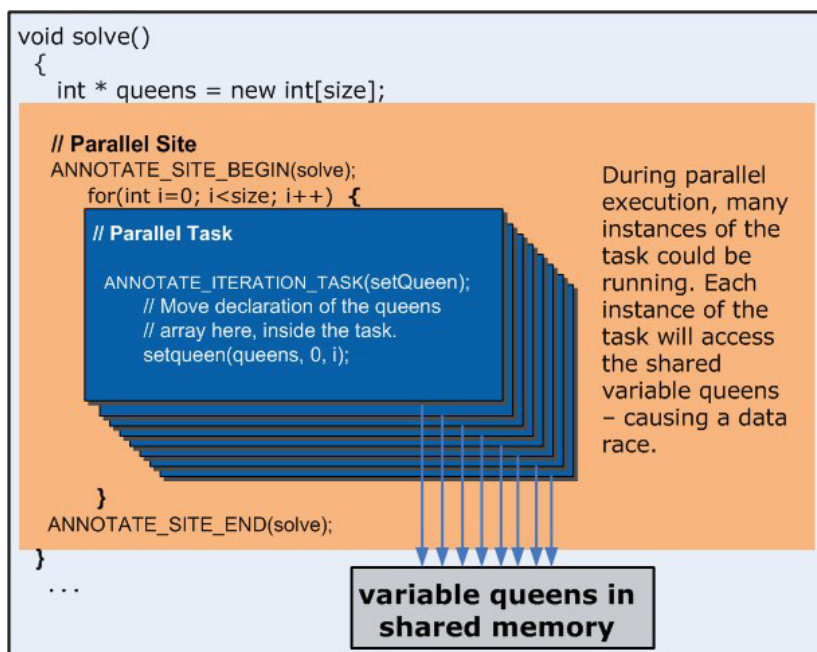 void solve()
{
int * queens = new int[size];
// Parallel Site
ANNOTATE_SITE_BEGIN(solve);
for(int i=0; i<size; i++) {
// Parallel Task
ANNOTATE_ITERATION_TASK(setQueen);
// Move declaration of the queens
// array here, inside the task.
setqueen(queens, 0, i);
}
ANNOTATE_SITE_END(solve);
}
...
During parallel
execution, many
instances of the
task could be
running. Each
instance of the
task will access
the shared
variable queens
– causing a data
race.
variable queens in
shared memory